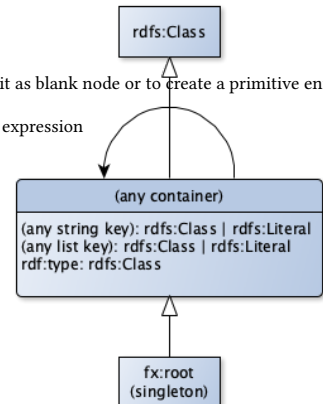 rdfs:Class
it as blank node or to create a primitive en
expression
(any container)
(any string key): rdfs:Class | rdfs:Literal
(any list key): rdfs:Class | rdfs:Literal
rdf:type: rdfs:Class
fx:root
(singleton)